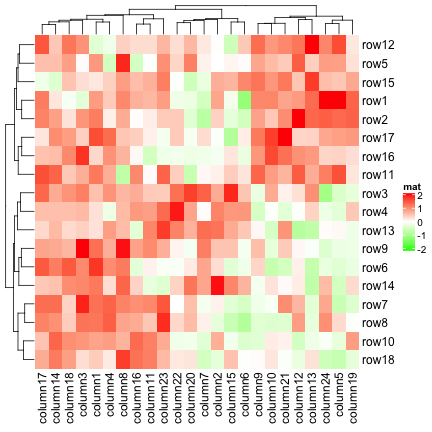 row12
row5
row15
row1
row2
row17
row16
row11
row3
row4
row13
row9
row6
row14
row7
row8
row10
row18
mat
2
1
0
-1
-2
column17
column14
column18
column3
column1
column4
column8
column16
column11
column23
column22
column20
column7
column2
column15
column6
column9
column10
column21
column12
column13
column24
column5
column19